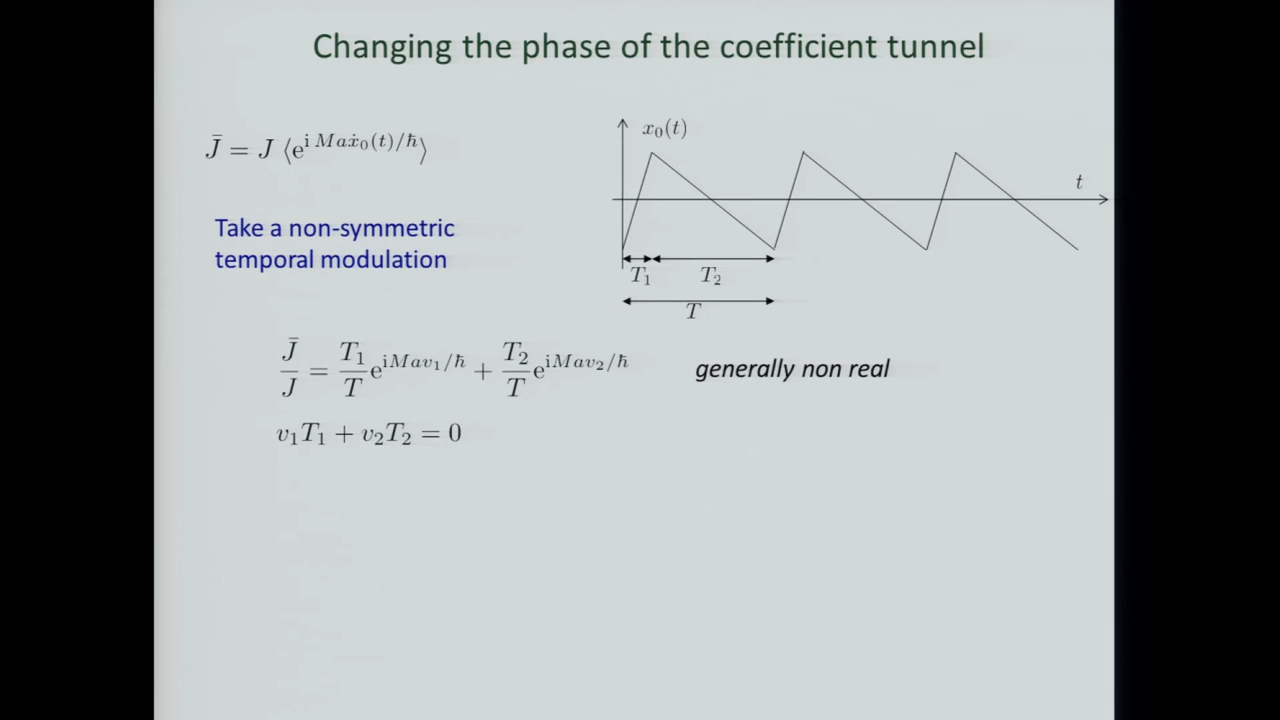 Changing the phase of the coefficient tunnel
J̄ = J ⟨e^{i Maẋ₀(t)/ħ}⟩
x₀(t)
t
Take a non-symmetric
temporal modulation
T₁ T₂
T
J̄/J = T₁/T e^{iMav₁/ħ} + T₂/T e^{iMav₂/ħ} generally non real
v₁T₁ + v₂T₂ = 0